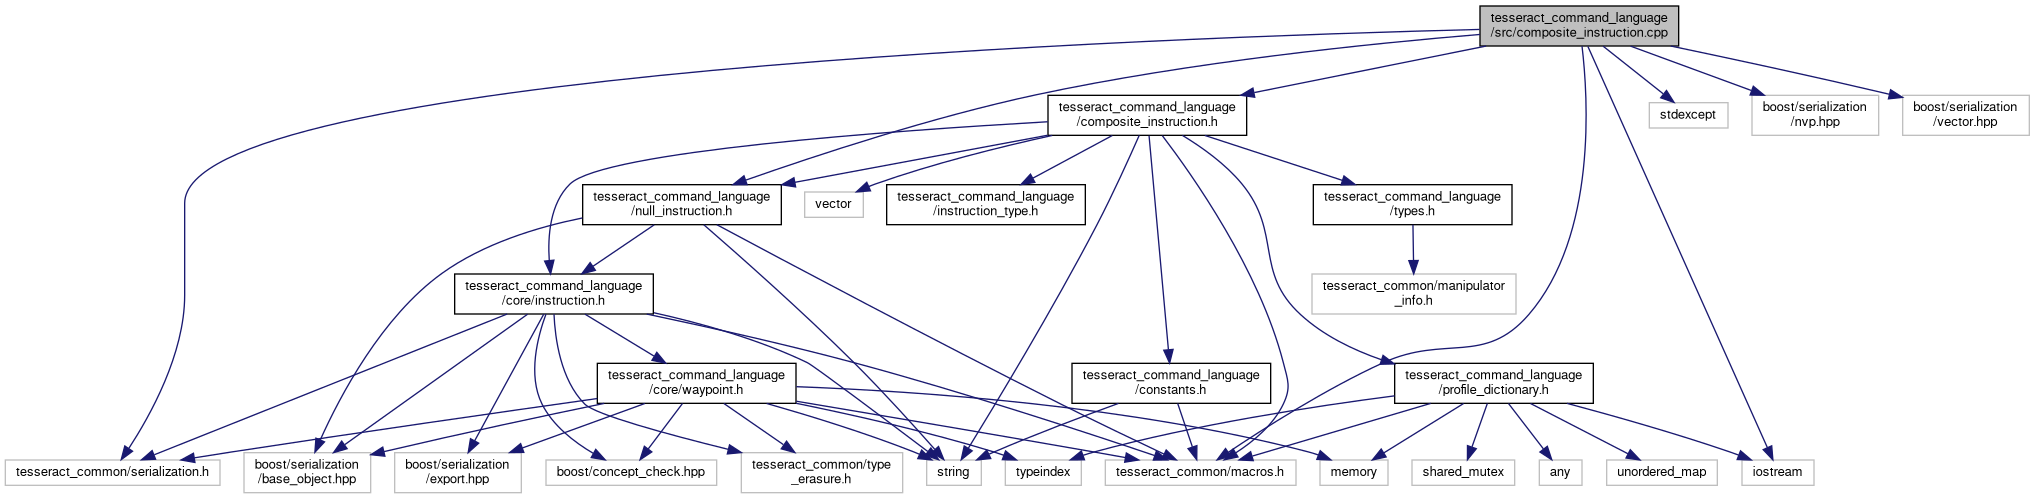 tesseract_command_language
/src/composite_instruction.cpp
tesseract_command_language
/composite_instruction.h
stdexcept
boost/serialization
/nvp.hpp
boost/serialization
/vector.hpp
tesseract_command_language
/null_instruction.h
vector
tesseract_command_language
/instruction_type.h
tesseract_command_language
/types.h
tesseract_command_language
/core/instruction.h
tesseract_common/manipulator
_info.h
tesseract_command_language
/core/waypoint.h
tesseract_command_language
/constants.h
tesseract_command_language
/profile_dictionary.h
tesseract_common/serialization.h
boost/serialization
/base_object.hpp
boost/serialization
/export.hpp
boost/concept_check.hpp
tesseract_common/type
_erasure.h
string
typeindex
tesseract_common/macros.h
memory
shared_mutex
any
unordered_map
iostream